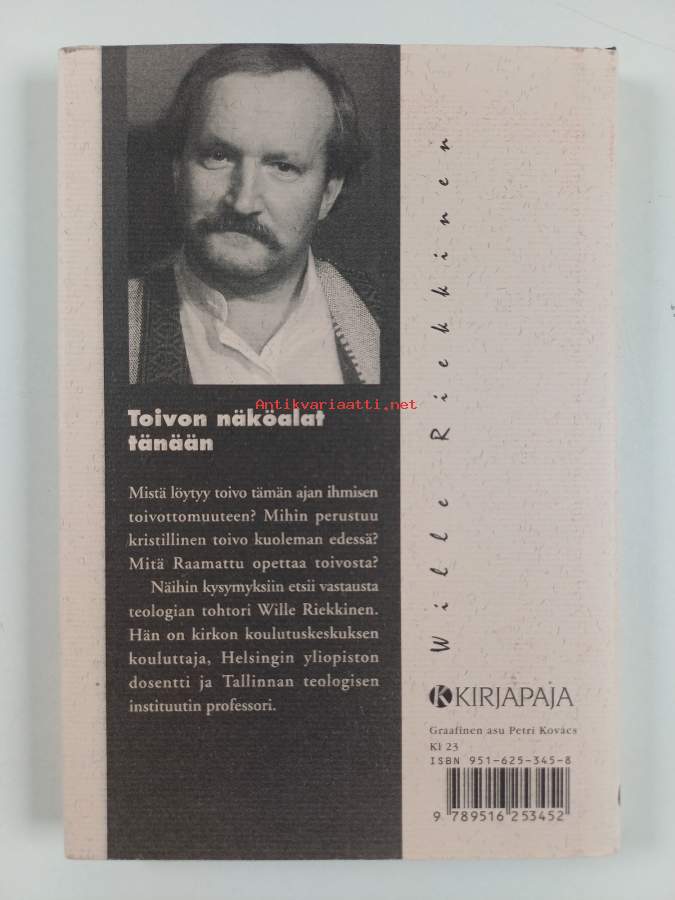 Wille Riekkinen
Antikvariaatti.net
Toivon näköalat
tänään
Mistä löytyy toivo tämän ajan ihmisen
toivottomuuteen? Mihin perustuu
kristillinen toivo kuoleman edessä?
Mitä Raamattu opettaa toivosta?
Näihin kysymyksiin etsii vastausta
teologian tohtori Wille Riekkinen.
Hän on kirkon koulutuskeskuksen
kouluttaja, Helsingin yliopiston
dosentti ja Tallinnan teologisen
instituutin professori.
KIRJAPAJA
Graafinen asu Petri Kovacs
Kl 23
ISBN 951-625-345-8
9 789516 253452